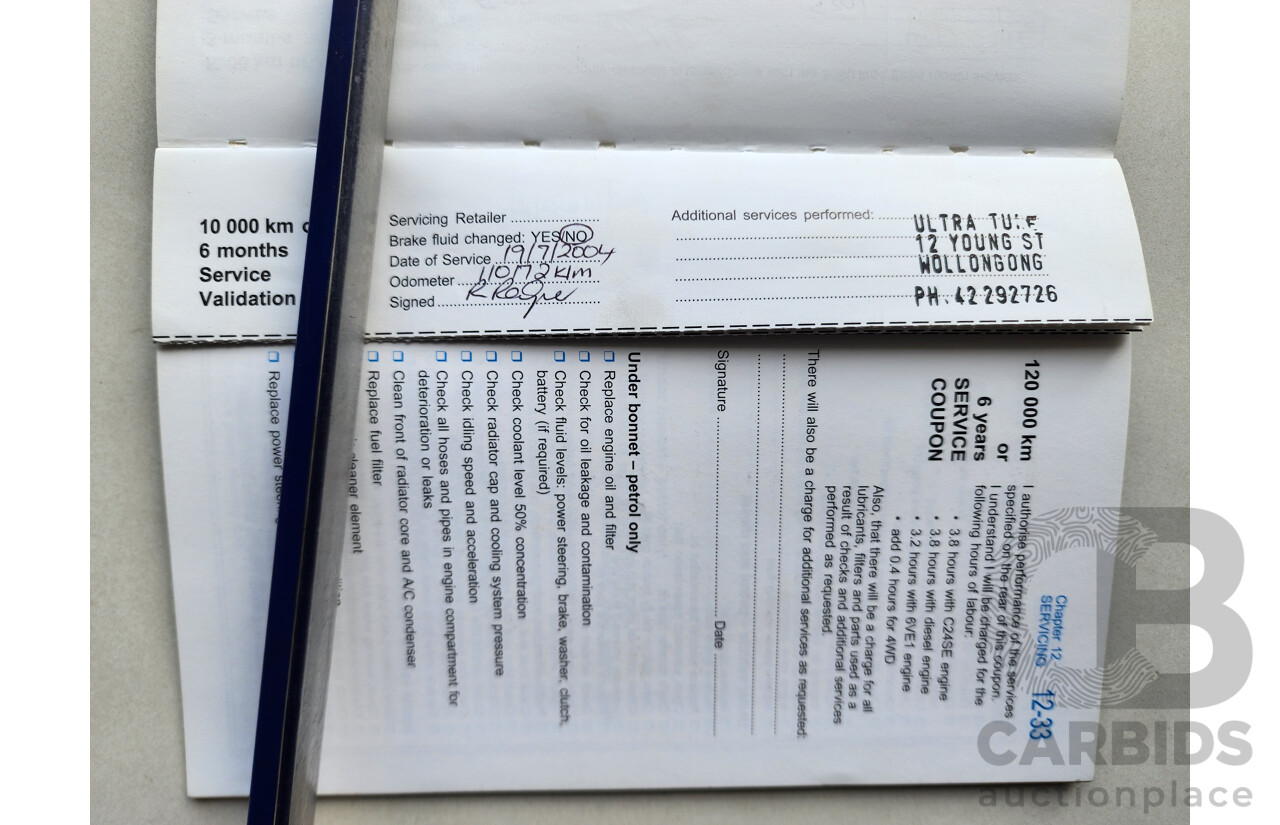 10 000 km
6 months
Service
Validation
Servicing Retailer
Brake fluid changed: YES/NO
Date of Service 19/7/2004
Odometer 110172 klm
Signed
Additional services performed:
ULTRA TUNE
12 YOUNG ST
WOLLONGONG
PH. 42292726
Chapter 12
SERVICING 12-33
120 000 km
or
6 years
SERVICE
COUPON
I authorise performance of the services
specified on the rear of this coupon.
I understand I will be charged for the
following hours of labour:
• 3.8 hours with C24SE engine
• 3.8 hours with diesel engine
• 3.2 hours with 6VE1 engine
• add 0.4 hours for 4WD
Also, that there will be a charge for all
lubricants, filters and parts used as a
result of checks and additional services
performed as requested.
There will also be a charge for additional services as requested:
Signature Date
Under bonnet – petrol only
❒ Replace engine oil and filter
❒ Check for oil leakage and contamination
❒ Check fluid levels: power steering, brake, washer, clutch,
battery (if required)
❒ Check coolant level 50% concentration
❒ Check radiator cap and cooling system pressure
❒ Check idling speed and acceleration
❒ Check all hoses and pipes in engine compartment for
deterioration or leaks
❒ Clean front of radiator core and A/C condenser
❒ Replace fuel filter
cleaner element
❒ Replace power
CARBIDS
auctionplace